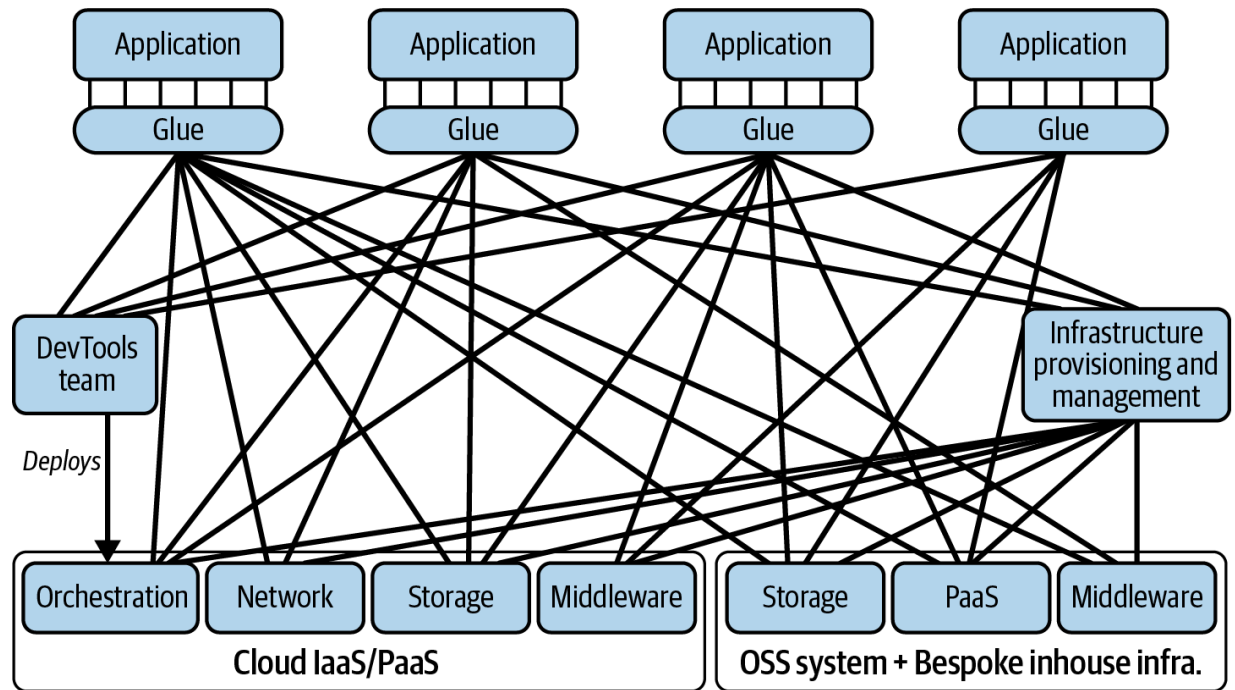 Application
Application
Application
Application
Glue
Glue
Glue
Glue
DevTools
team
Infrastructure
provisioning and
management
Deploys
Orchestration
Network
Storage
Middleware
Storage
PaaS
Middleware
Cloud IaaS/PaaS
OSS system + Bespoke inhouse infra.